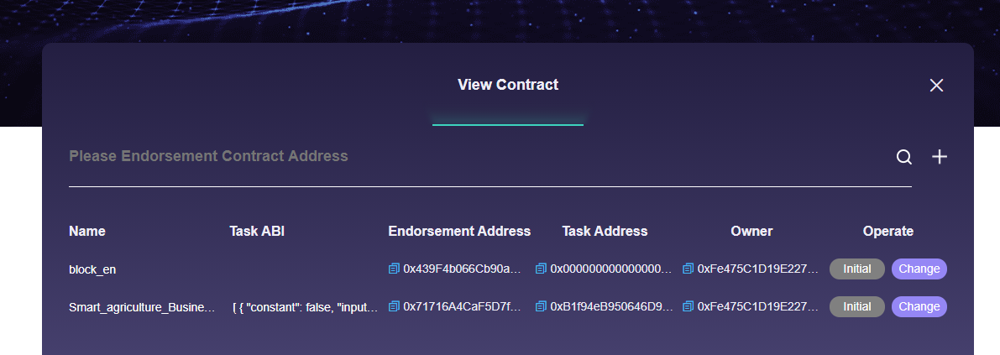 View Contract
Please Endorsement Contract Address
Name Task ABI Endorsement Address Task Address Owner Operate
block_en 0x439F4b066Cb90a... 0x000000000000000... 0xFe475C1D19E227... Initial Change
Smart_agriculture_Busine... [ { "constant": false, "input... 0x71716A4CaF5D7f... 0xB1f94eB950646D9... 0xFe475C1D19E227... Initial Change